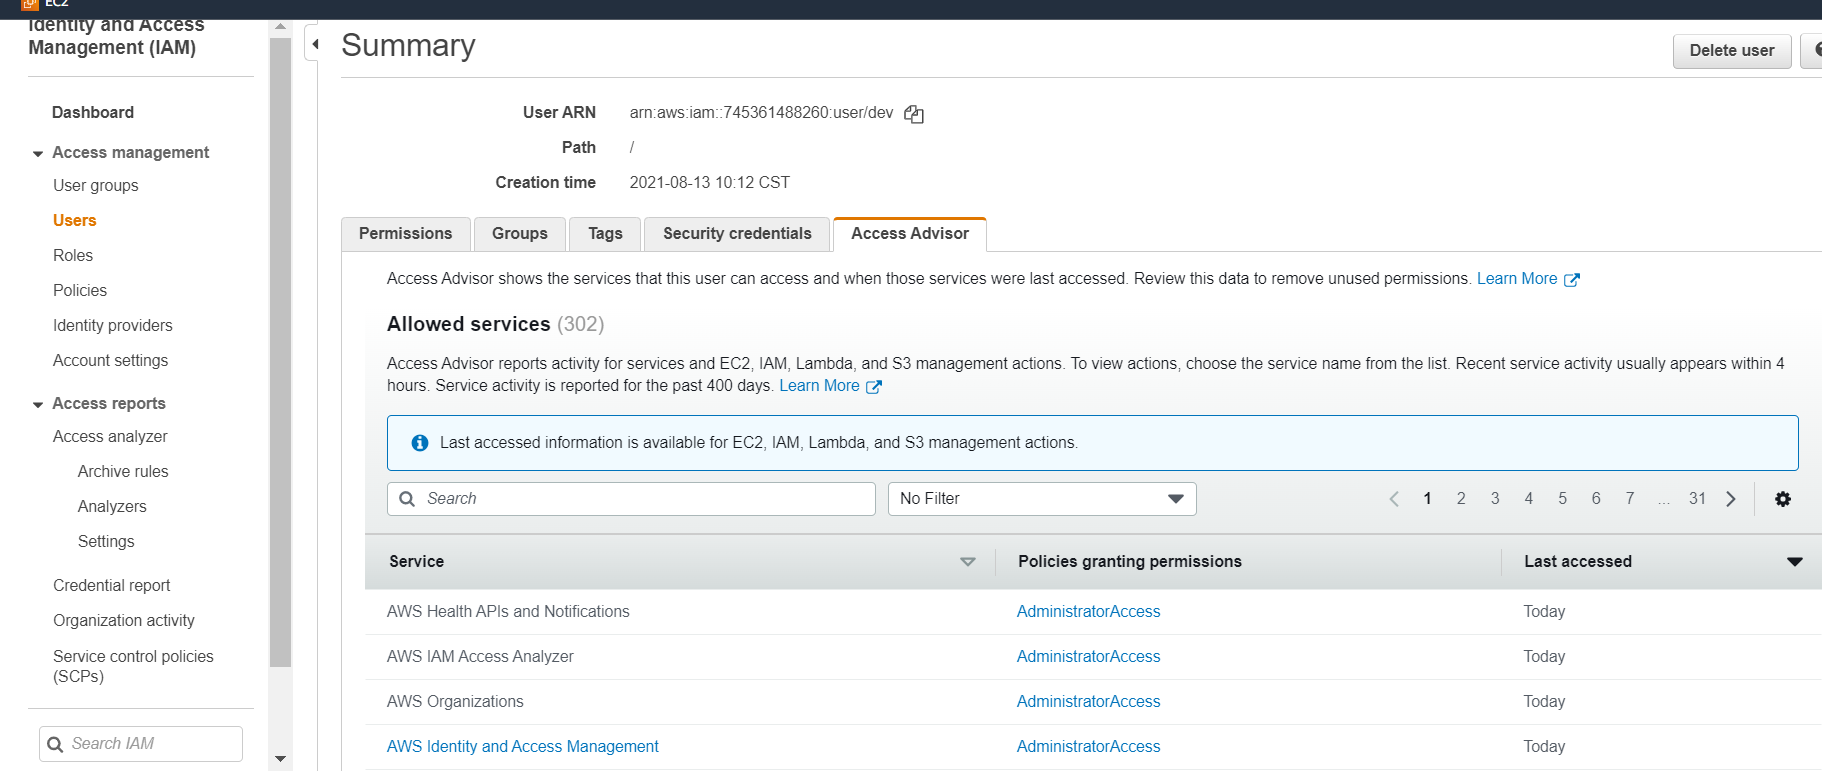 EC2
Identity and Access
Management (IAM)
Dashboard
Access management
User groups
Users
Roles
Policies
Identity providers
Account settings
Access reports
Access analyzer
Archive rules
Analyzers
Settings
Credential report
Organization activity
Service control policies
(SCPs)
Search IAM
Summary
Delete user
User ARN arn:aws:iam::745361488260:user/dev
Path /
Creation time 2021-08-13 10:12 CST
Permissions Groups Tags Security credentials Access Advisor
Access Advisor shows the services that this user can access and when those services were last accessed. Review this data to remove unused permissions. Learn More
Allowed services (302)
Access Advisor reports activity for services and EC2, IAM, Lambda, and S3 management actions. To view actions, choose the service name from the list. Recent service activity usually appears within 4
hours. Service activity is reported for the past 400 days. Learn More
Last accessed information is available for EC2, IAM, Lambda, and S3 management actions.
Search No Filter 1 2 3 4 5 6 7 ... 31
Service Policies granting permissions Last accessed
AWS Health APIs and Notifications AdministratorAccess Today
AWS IAM Access Analyzer AdministratorAccess Today
AWS Organizations AdministratorAccess Today
AWS Identity and Access Management AdministratorAccess Today